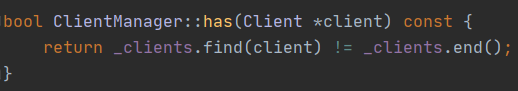 bool ClientManager::has(Client *client) const {
    return _clients.find(client) != _clients.end();
}